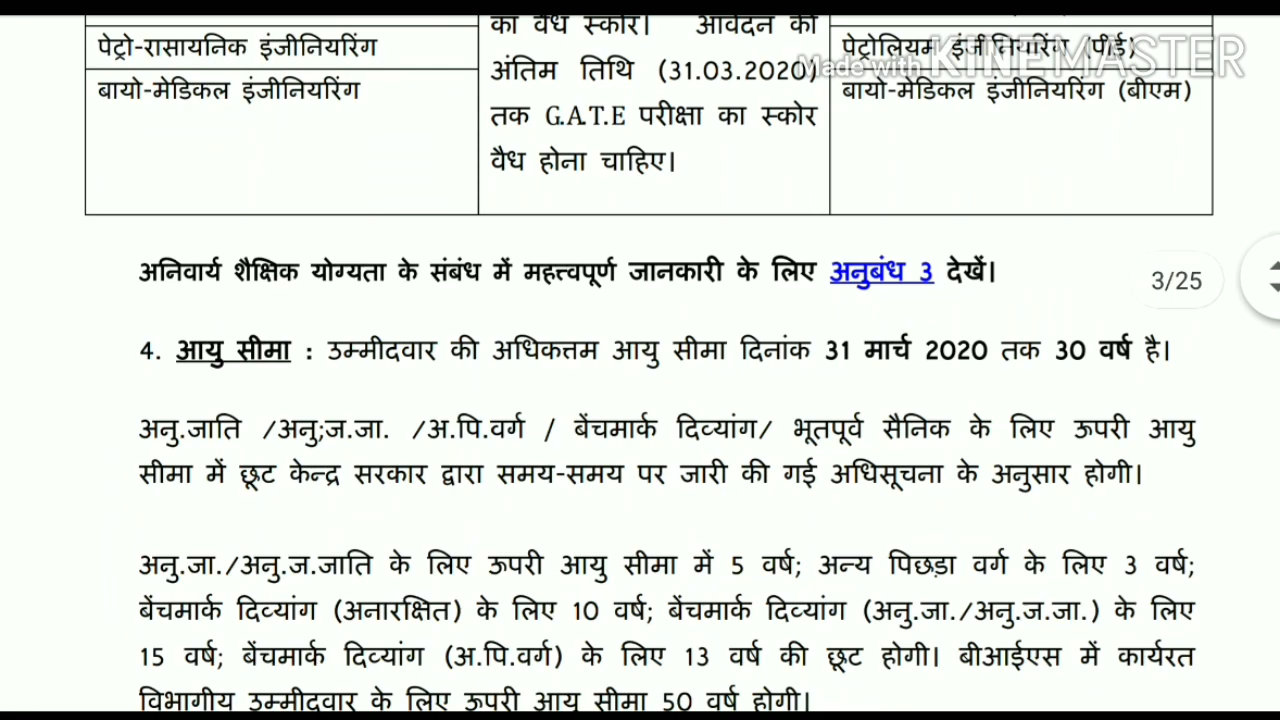 का वैध स्कोर। आवेदन की
पेट्रो-रासायनिक इंजीनियरिंग
पेट्रोलियम इंजीनियरिंग (पीई)
Made with KINEMASTER
अंतिम तिथि (31.03.2020)
बायो-मेडिकल इंजीनियरिंग
बायो-मेडिकल इंजीनियरिंग (बीएम)
तक G.A.T.E परीक्षा का स्कोर
वैध होना चाहिए।
अनिवार्य शैक्षिक योग्यता के संबंध में महत्त्वपूर्ण जानकारी के लिए अनुबंध 3 देखें।
3/25
4. आयु सीमा : उम्मीदवार की अधिकत्तम आयु सीमा दिनांक 31 मार्च 2020 तक 30 वर्ष है।
अनु.जाति /अनु;ज.जा. /अ.पि.वर्ग / बेंचमार्क दिव्यांग/ भूतपूर्व सैनिक के लिए ऊपरी आयु
सीमा में छूट केन्द्र सरकार द्वारा समय-समय पर जारी की गई अधिसूचना के अनुसार होगी।
अनु.जा./अनु.ज.जाति के लिए ऊपरी आयु सीमा में 5 वर्ष; अन्य पिछड़ा वर्ग के लिए 3 वर्ष;
बेंचमार्क दिव्यांग (अनारक्षित) के लिए 10 वर्ष; बेंचमार्क दिव्यांग (अनु.जा./अनु.ज.जा.) के लिए
15 वर्ष; बेंचमार्क दिव्यांग (अ.पि.वर्ग) के लिए 13 वर्ष की छूट होगी। बीआईएस में कार्यरत
विभागीय उम्मीदवार के लिए ऊपरी आयु सीमा 50 वर्ष होगी।